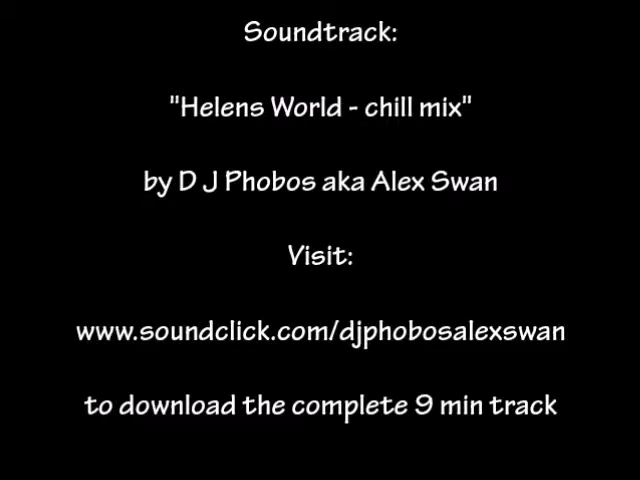 Soundtrack:
"Helens World - chill mix"
by D J Phobos aka Alex Swan
Visit:
www.soundclick.com/djphobosalexswan
to download the complete 9 min track